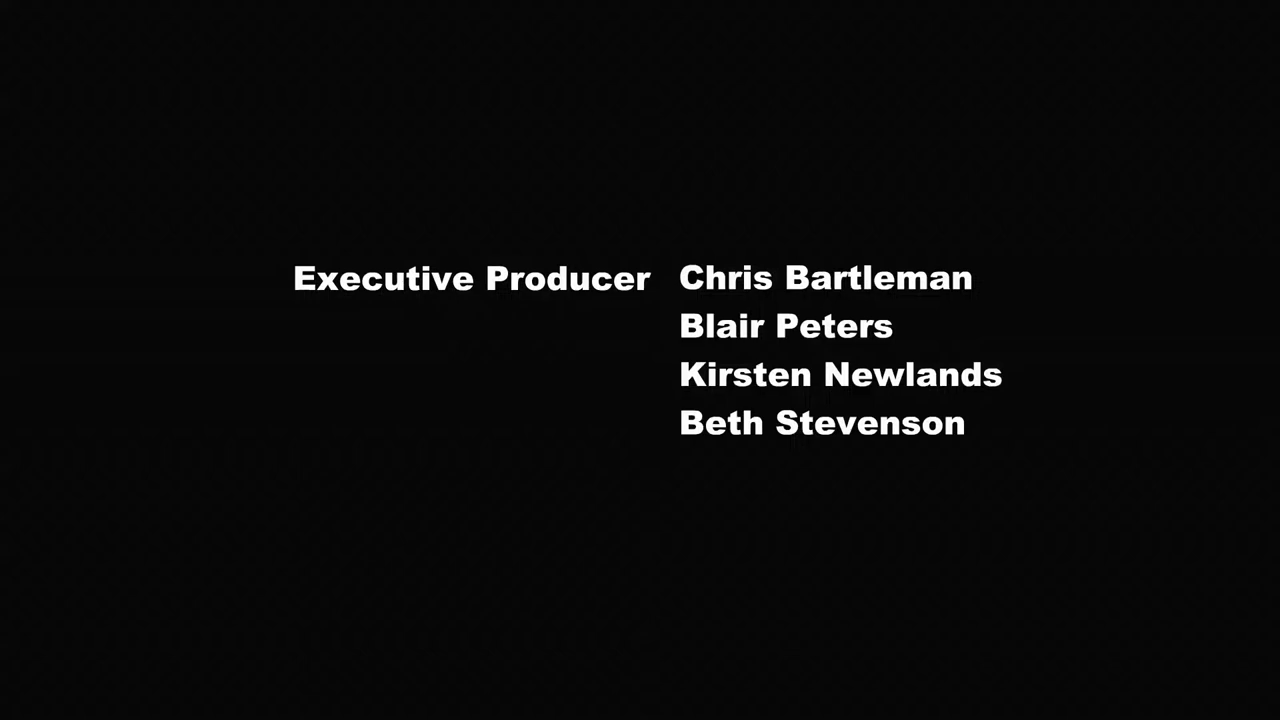 Executive Producer Chris Bartleman
Blair Peters
Kirsten Newlands
Beth Stevenson